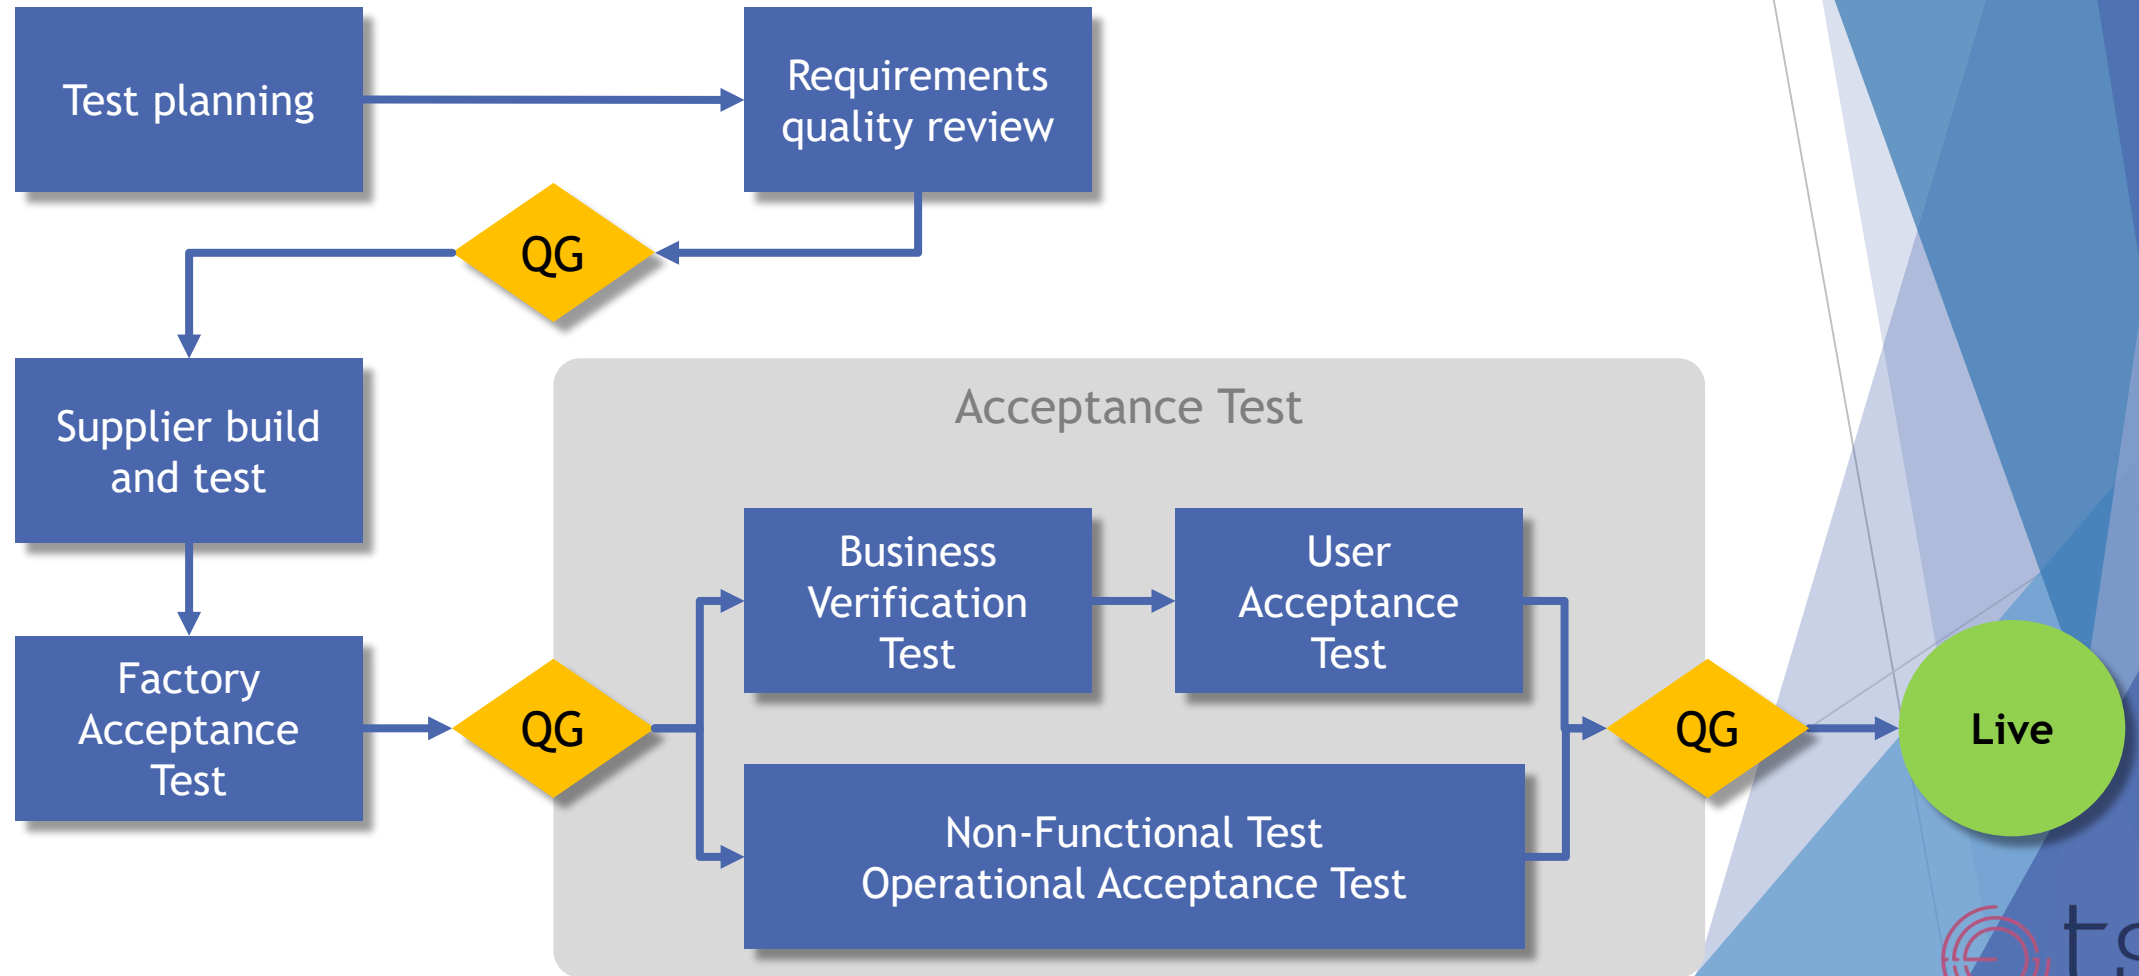 Test planning
Requirements
quality review
QG
Supplier build
and test
Acceptance Test
Business
Verification
Test
User
Acceptance
Test
Factory
Acceptance
Test
QG
QG
Live
Non-Functional Test
Operational Acceptance Test